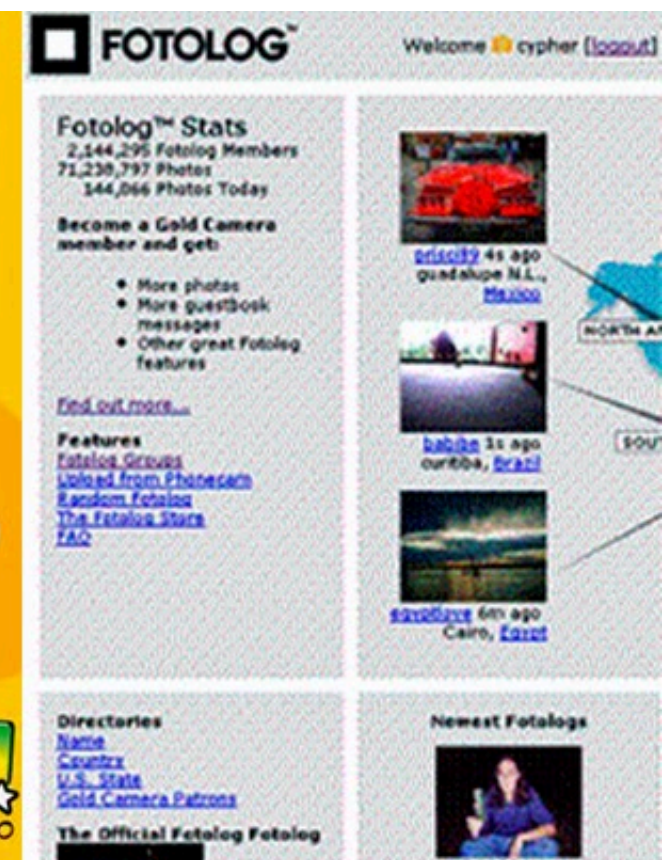 FOTOLOG™
Welcome cypher [logout]
Fotolog™ Stats
2,144,295 Fotolog Members
71,238,797 Photos
144,066 Photos Today
Become a Gold Camera
member and get:
• More photos
• More guestbook
messages
• Other great Fotolog
features
Find out more...
Features
Fotolog Groups
Upload from Phonecam
Random Fotolog
The Fotolog Store
FAQ
4s ago
guadalupe N.L.,
Mexico
NORTH A
babibe 1s ago
curitiba, Brazil
SOU
egyptlove 6m ago
Cairo, Egypt
Directories
Name
Country
U.S. State
Gold Camera Patrons
The Official Fotolog Fotolog
Newest Fotologs